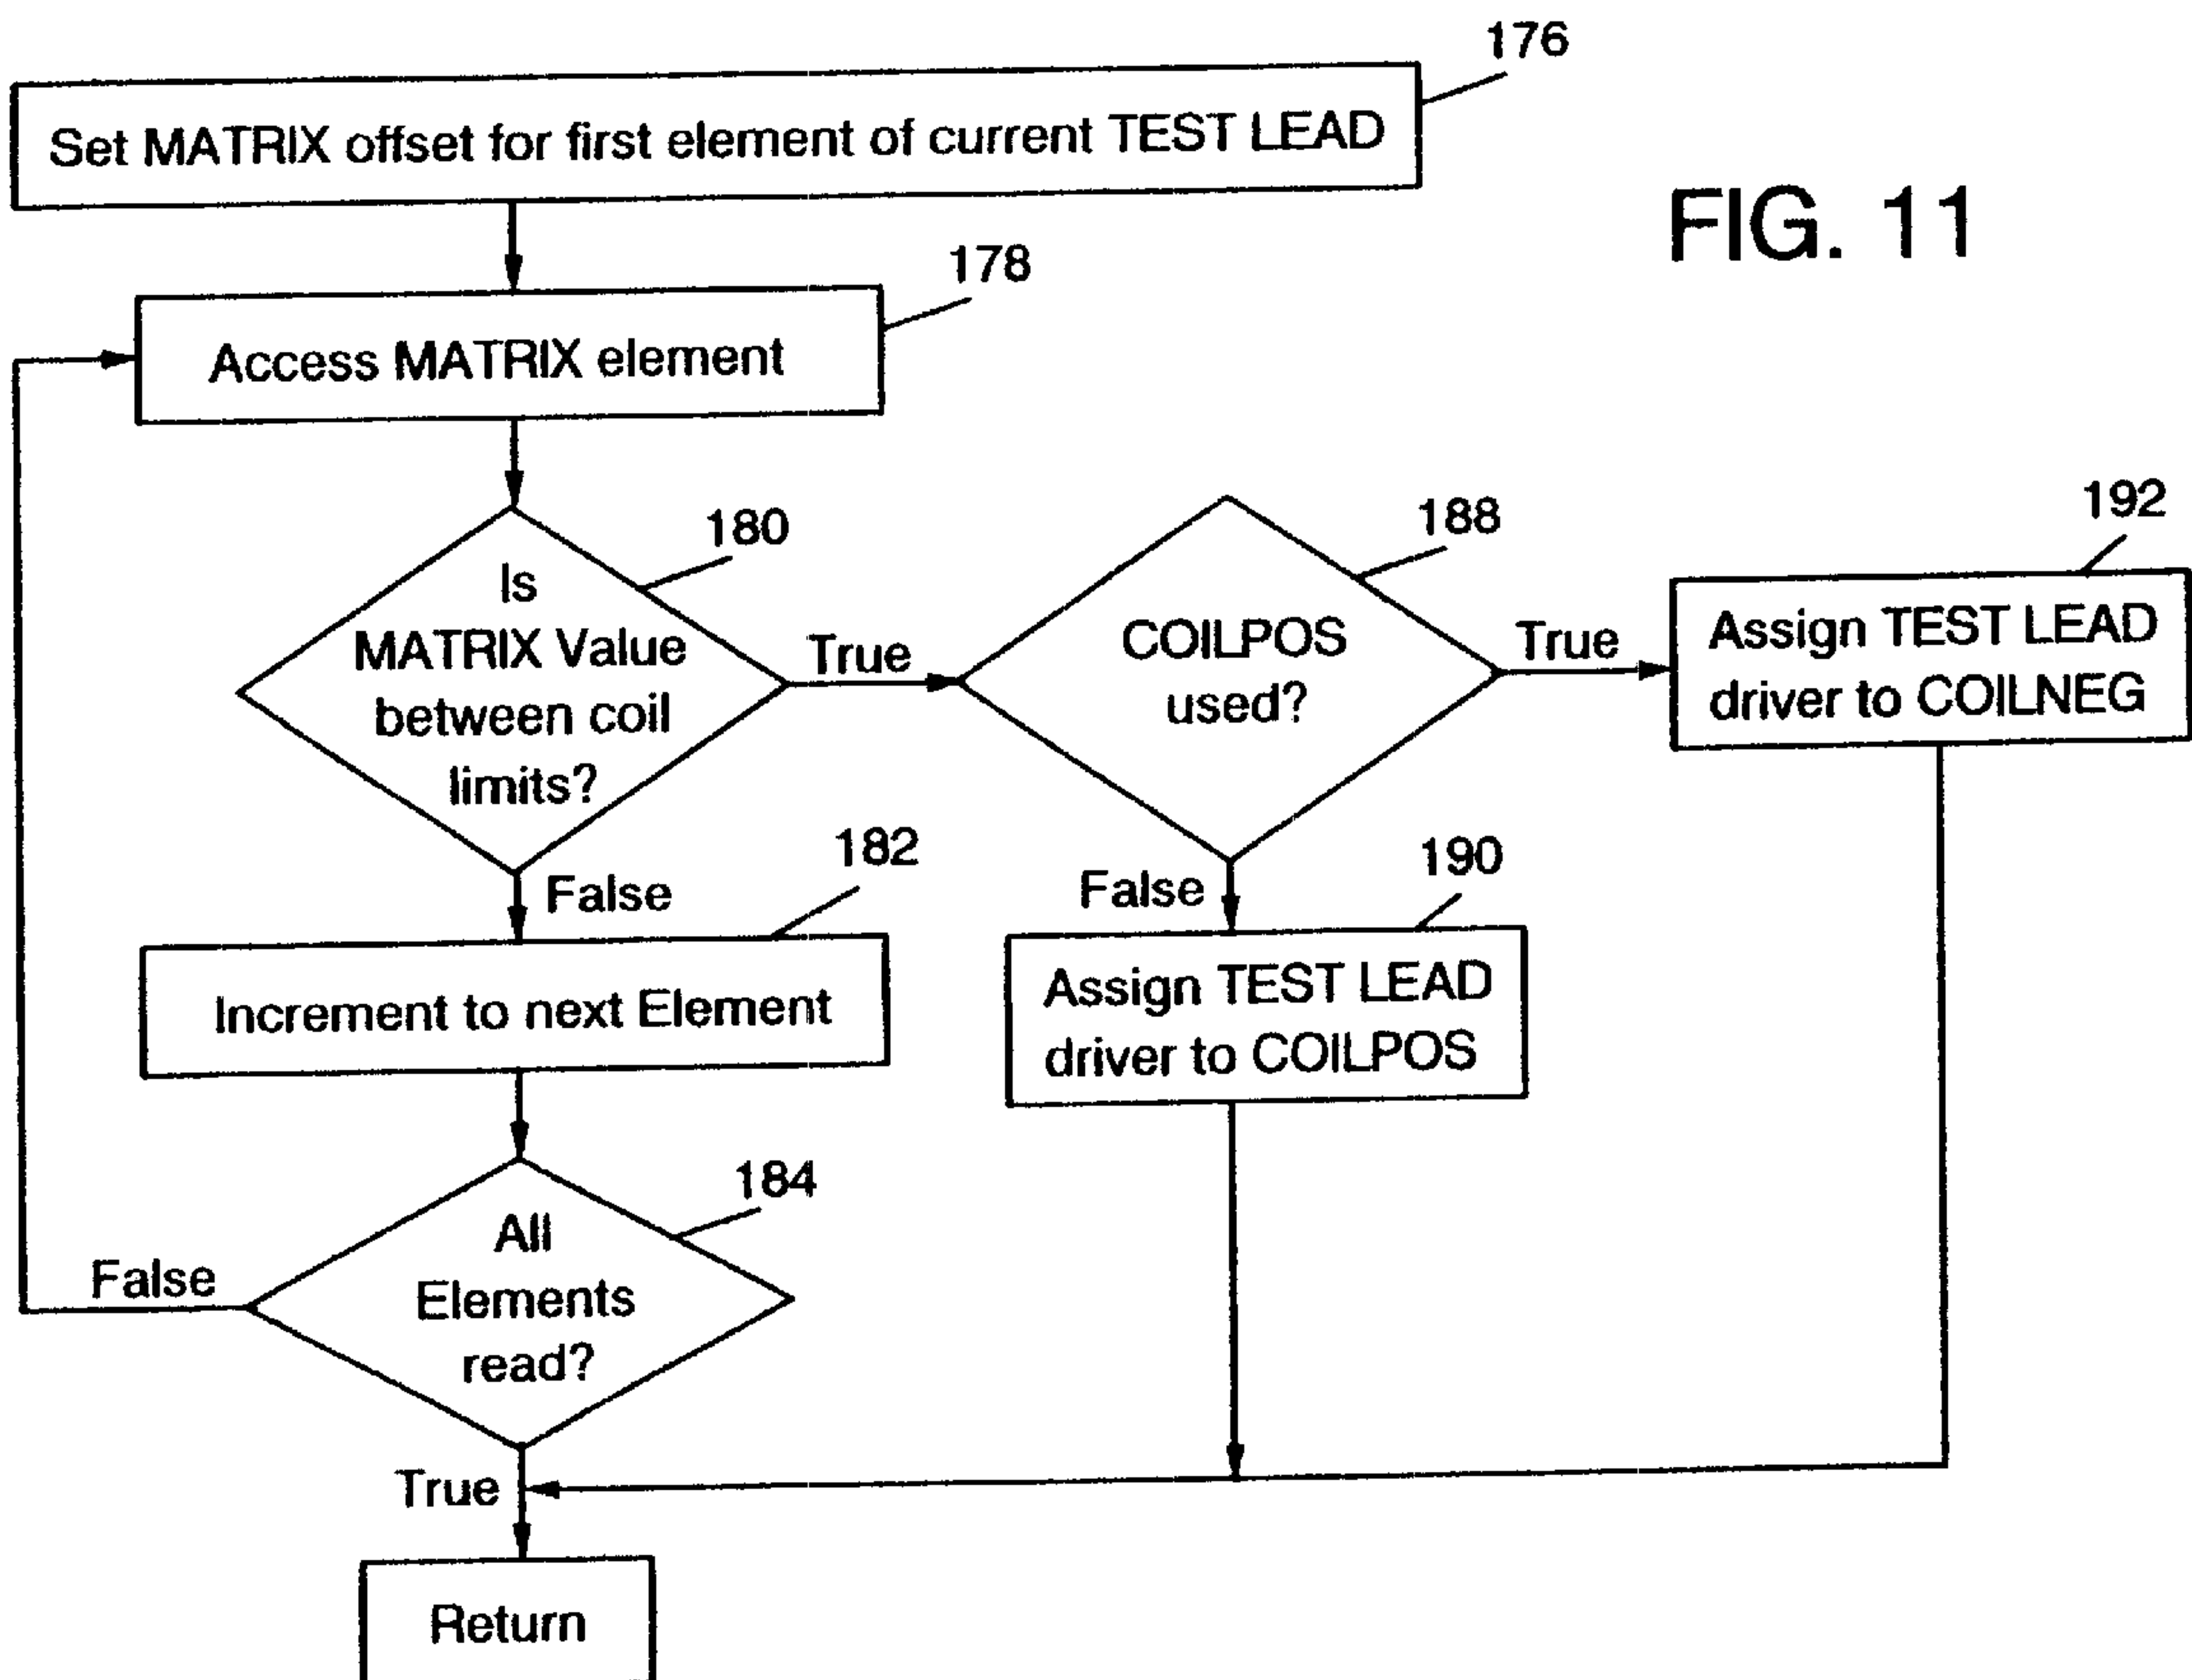 176
Set MATRIX offset for first element of current TEST LEAD
FIG. 11
178
Access MATRIX element
180
Is
MATRIX Value
between coil
limits?
True
188
COILPOS
used?
True
192
Assign TEST LEAD
driver to COILNEG
False
182
Increment to next Element
False
190
Assign TEST LEAD
driver to COILPOS
184
All
Elements
read?
False
True
Return